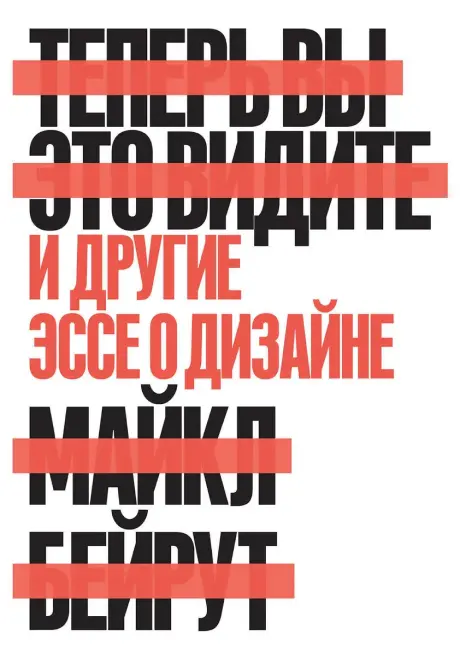 ТЕПЕРЬ ВЫ
ЭТО ВИДИТЕ
И ДРУГИЕ
ЭССЕ О ДИЗАЙНЕ
МАЙКЛ
БЕЙРУТ